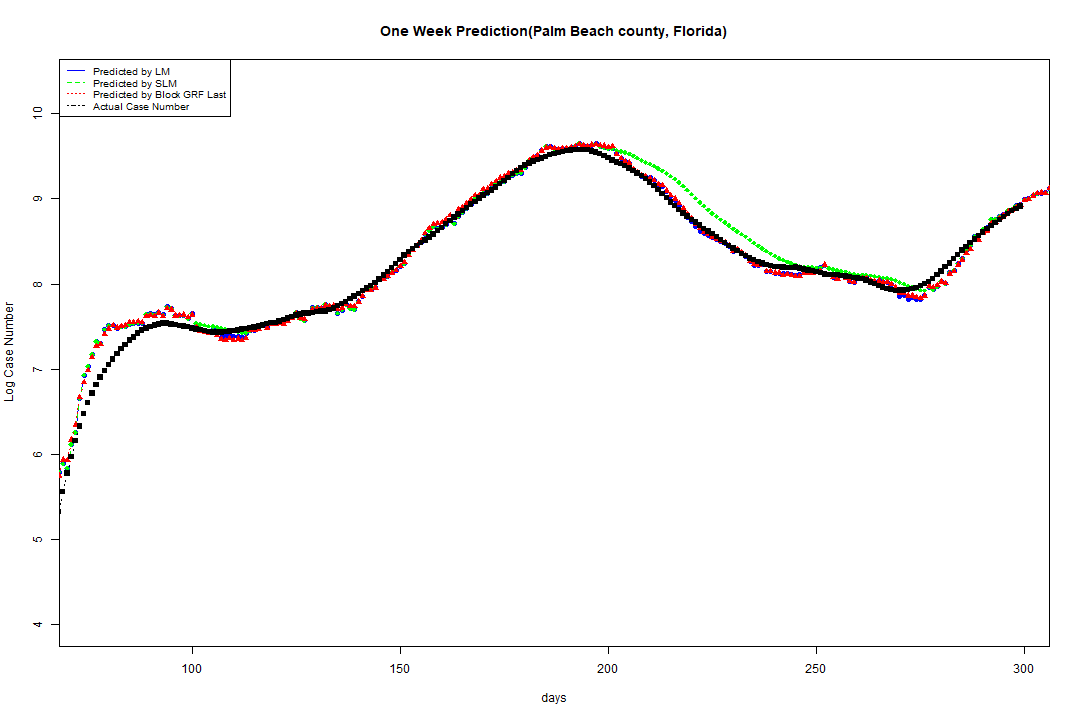 One Week Prediction(Palm Beach county, Florida)
Predicted by LM
Predicted by SLM
Predicted by Block GRF Last
Actual Case Number
Log Case Number
10
9
8
7
6
5
4
100
150
200
250
300
days